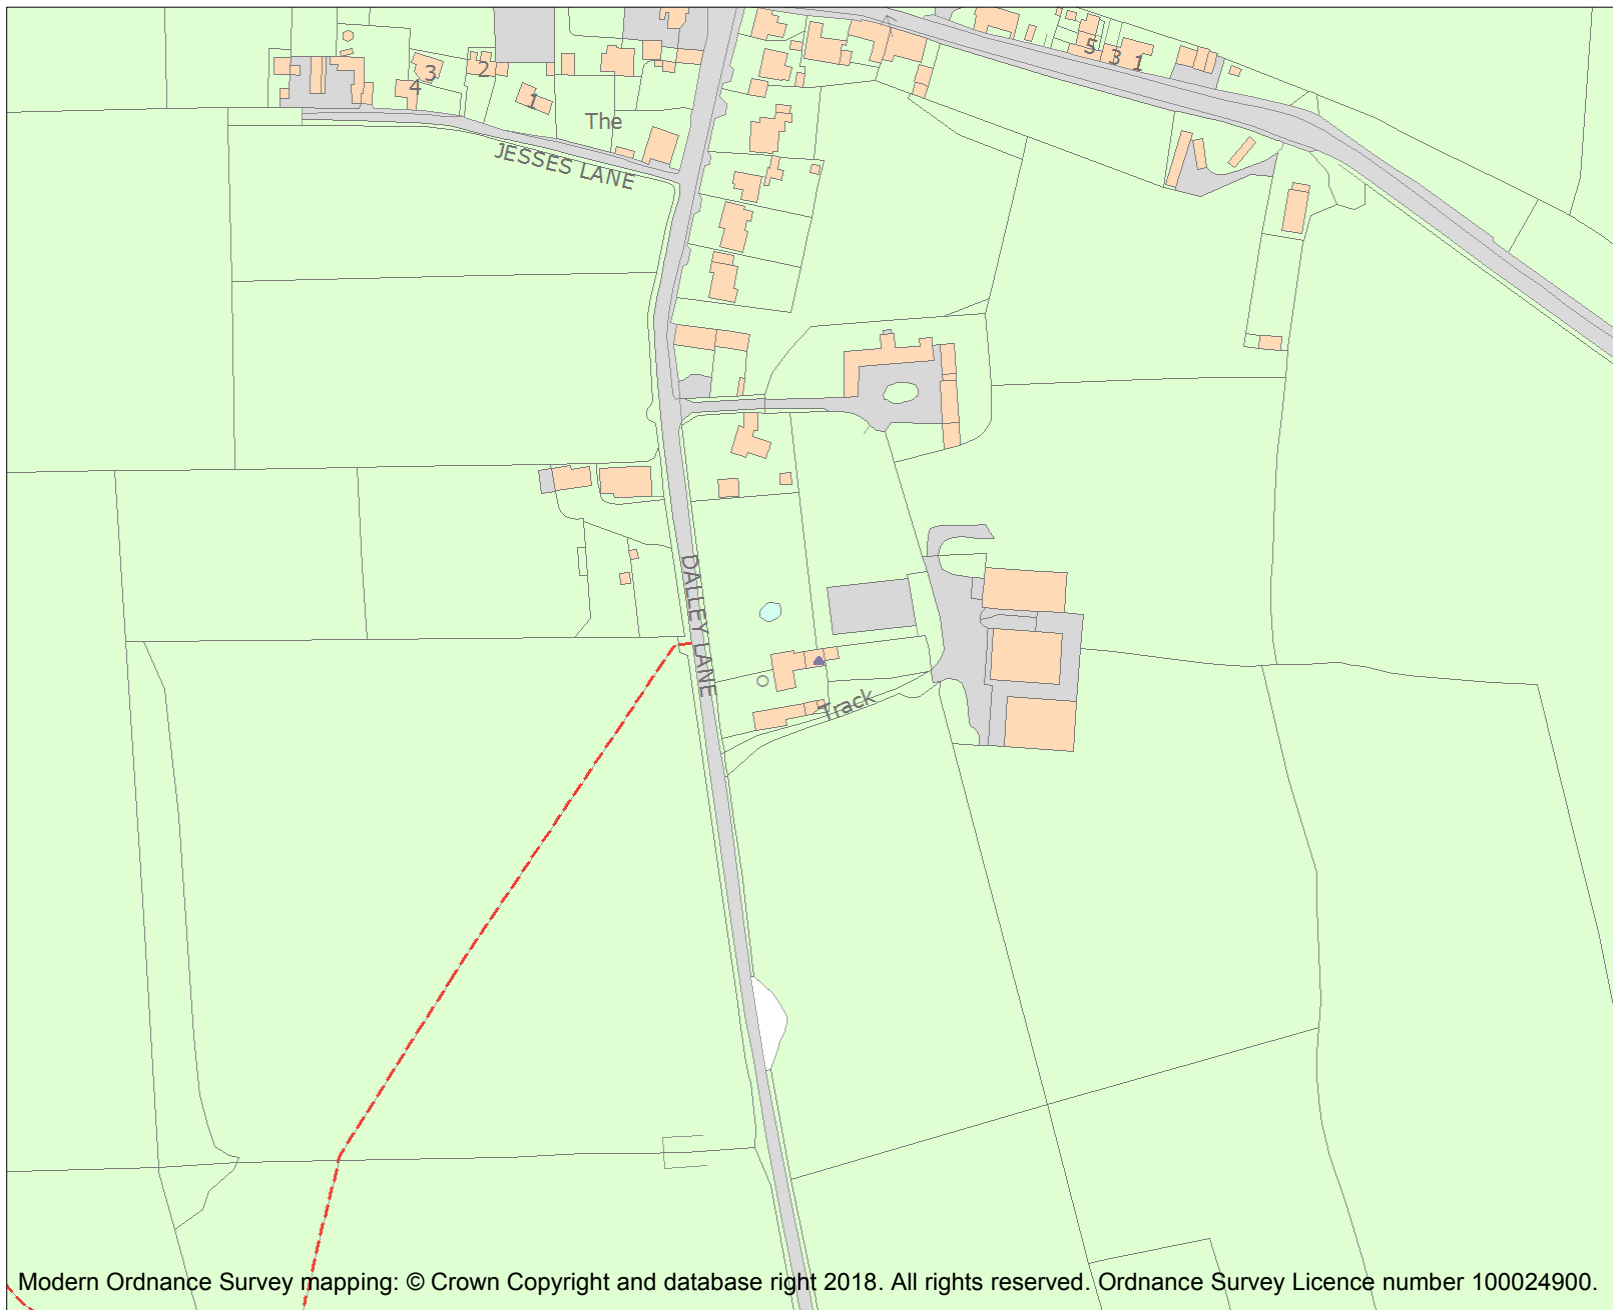 5
3
1
3
2
4
1
The
JESSES LANE
DALLEY LANE
Track
Modern Ordnance Survey mapping: © Crown Copyright and database right 2018. All rights reserved. Ordnance Survey Licence number 100024900.